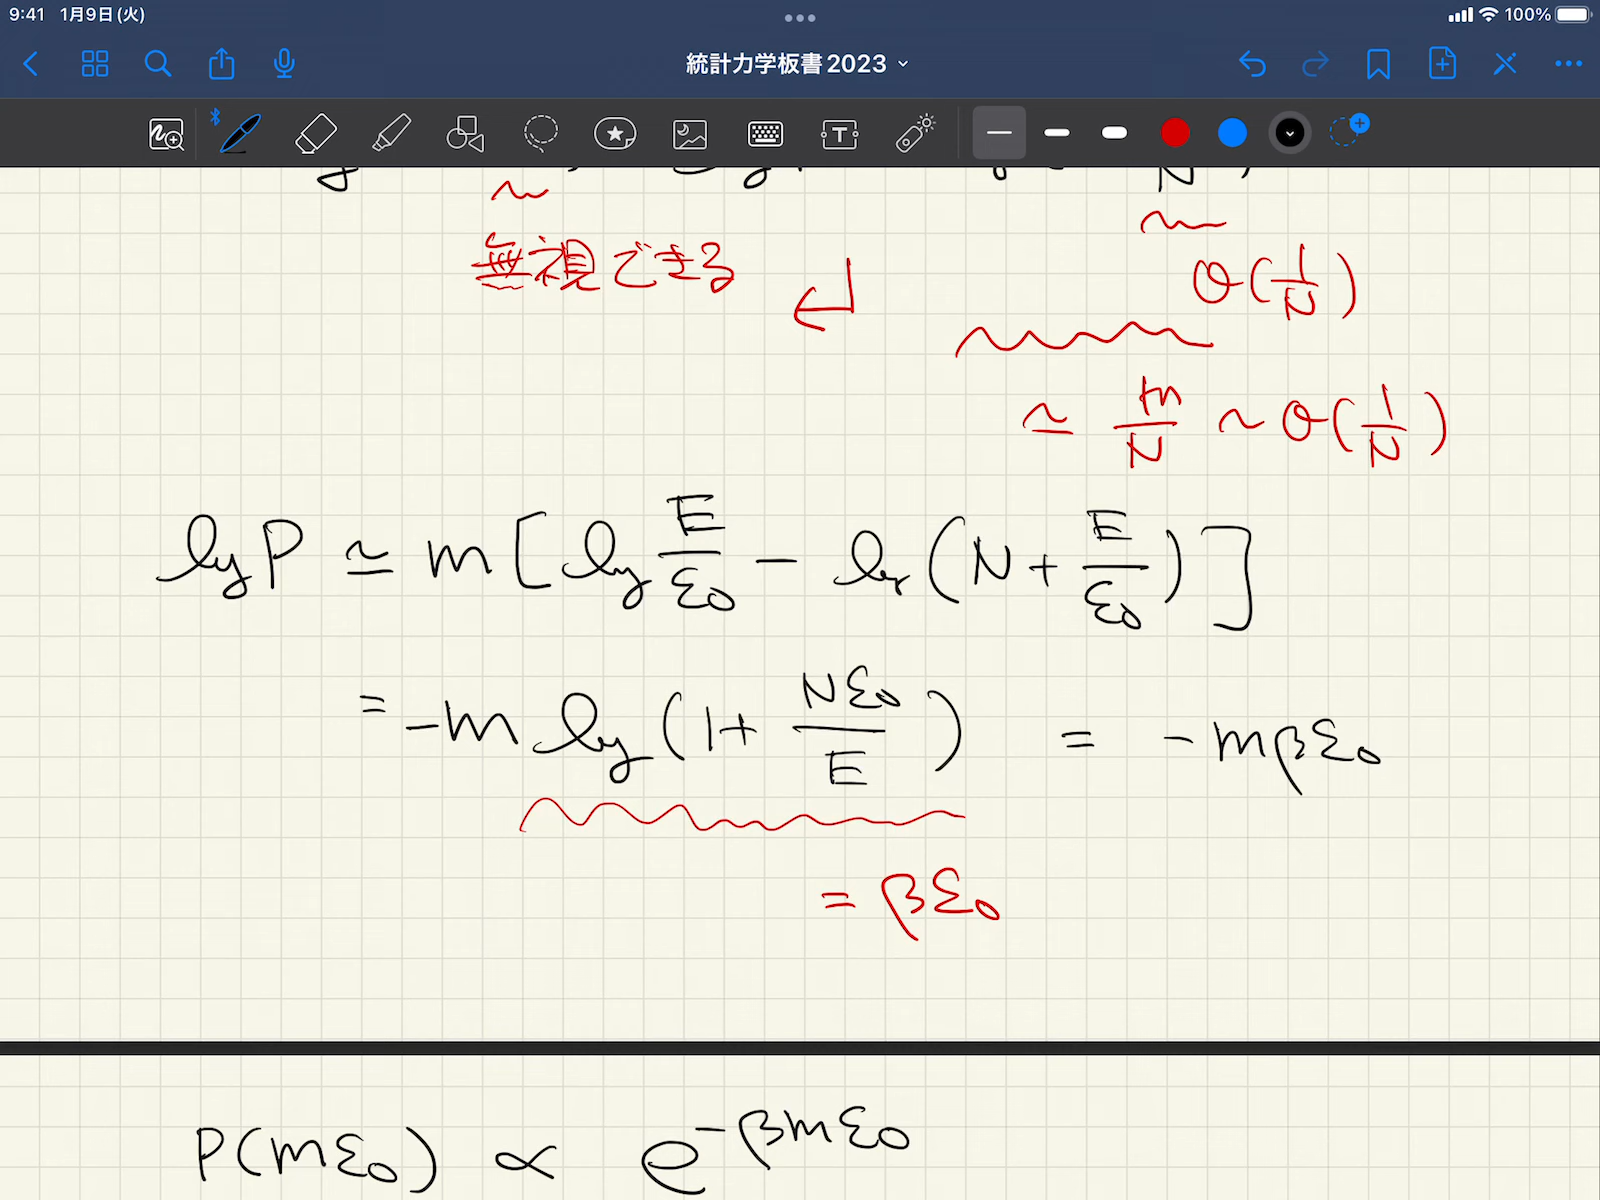 9:41 1月9日(火) 100%
統計力学板書2023
T
無視できる
O(1/N)
≃ m/N ~ O(1/N)
log P ≃ m[log E/ε0 - log(N + E/ε0)]
= -m log(1 + Nε0/E) = -mβε0
= βε0
P(mε0) ∝ e^-βmε0